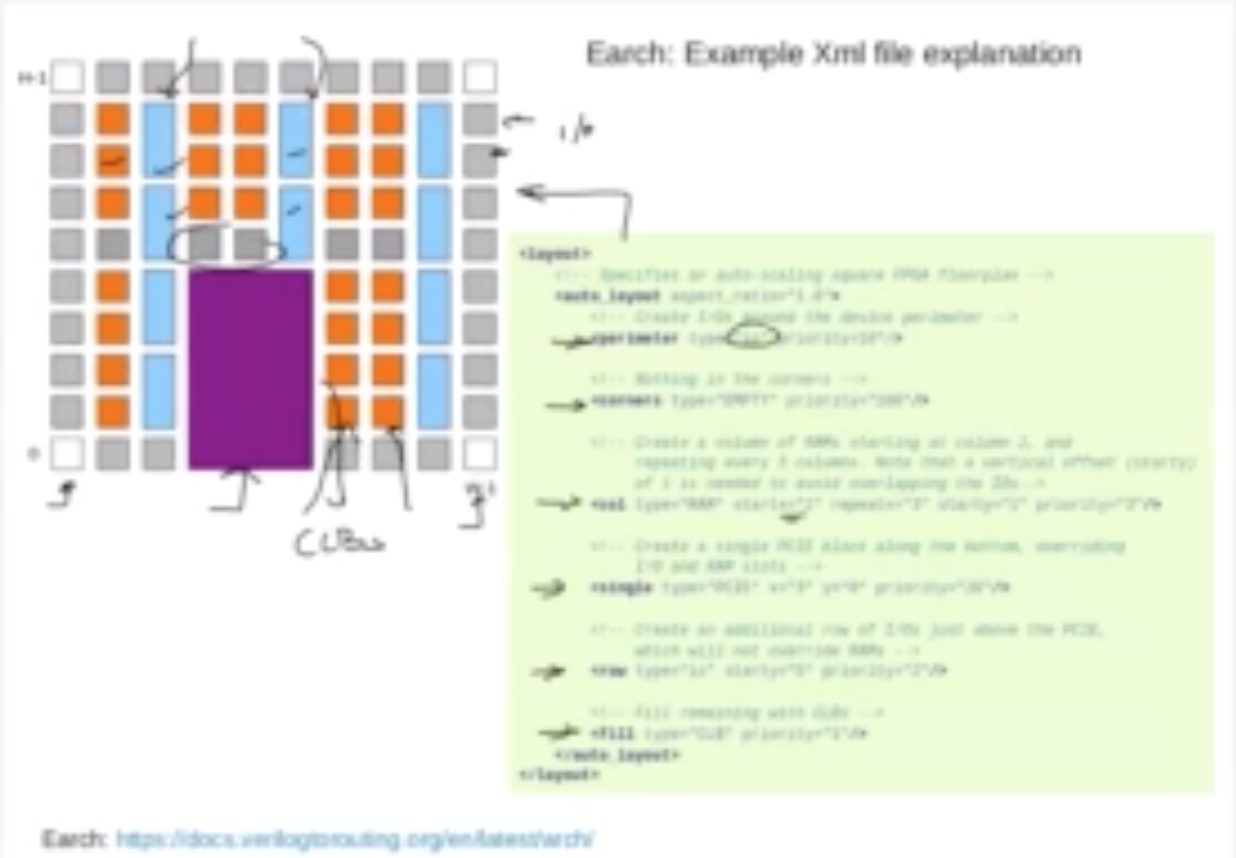 Earch: Example Xml file explanation
H-1
I/O
<layout>
<!-- Specifies an auto-scaling square FPGA floorplan -->
<auto_layout aspect_ratio="1.0">
<!-- Create I/Os around the device perimeter -->
<perimeter type="io" priority="10"/>
<!-- Nothing in the corners -->
<corners type="EMPTY" priority="100"/>
<!-- Create a column of RAMs starting at column 2, and
repeating every 3 columns. Note that a vertical offset (starty)
of 1 is needed to avoid overlapping the IOs-->
<col type="RAM" startx="2" repeatx="3" starty="1" priority="3"/>
<!-- Create a single PCIE block along the bottom, overriding
I/O and RAM slots -->
<single type="PCIE" x="3" y="0" priority="20"/>
<!-- Create an additional row of I/Os just above the PCIE,
which will not override RAMs -->
<row type="io" starty="5" priority="2"/>
<!-- Fill remaining with CLBs -->
<fill type="CLB" priority="1"/>
</auto_layout>
</layout>
0
CLBs
Earch: https://docs.verilogtorouting.org/en/latest/arch/